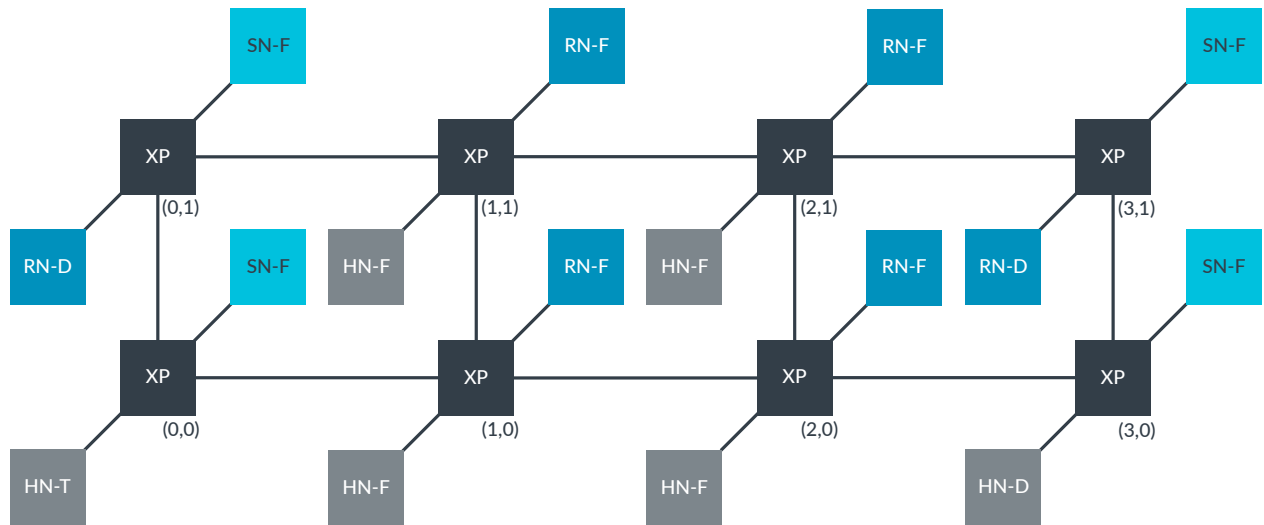 SN-F
RN-F
RN-F
SN-F
XP
XP
XP
XP
(0,1)
(1,1)
(2,1)
(3,1)
RN-D
SN-F
HN-F
RN-F
HN-F
RN-F
RN-D
SN-F
XP
XP
XP
XP
(0,0)
(1,0)
(2,0)
(3,0)
HN-T
HN-F
HN-F
HN-D